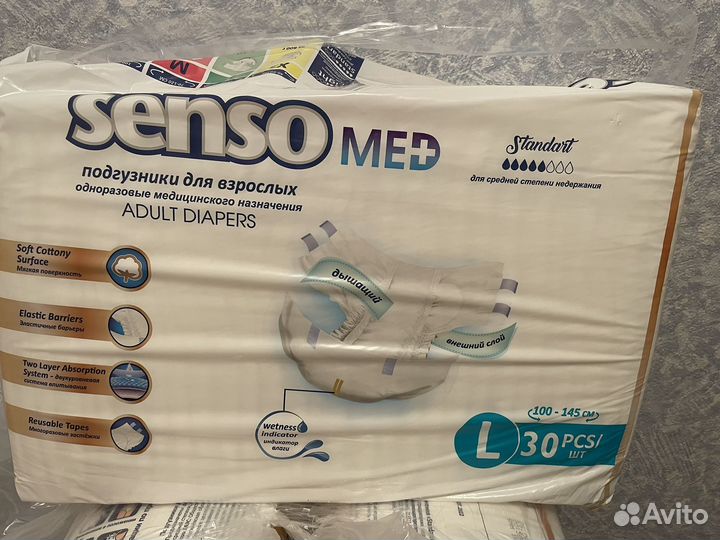 M
senso MED
подгузники для взрослых
одноразовые медицинского назначения
ADULT DIAPERS
Standart
для средней степени недержания
Soft Cottony
Surface
Мягкая поверхность
Elastic Barriers
Эластичные барьеры
Two Layer Absorption
System – двухуровневая
система впитывания
Reusable Tapes
Многоразовые застёжки
дышащий
внешний слой
wetness
indicator
индикатор
влаги
100 - 145 см
L 30 PCS/
ШТ
Avito